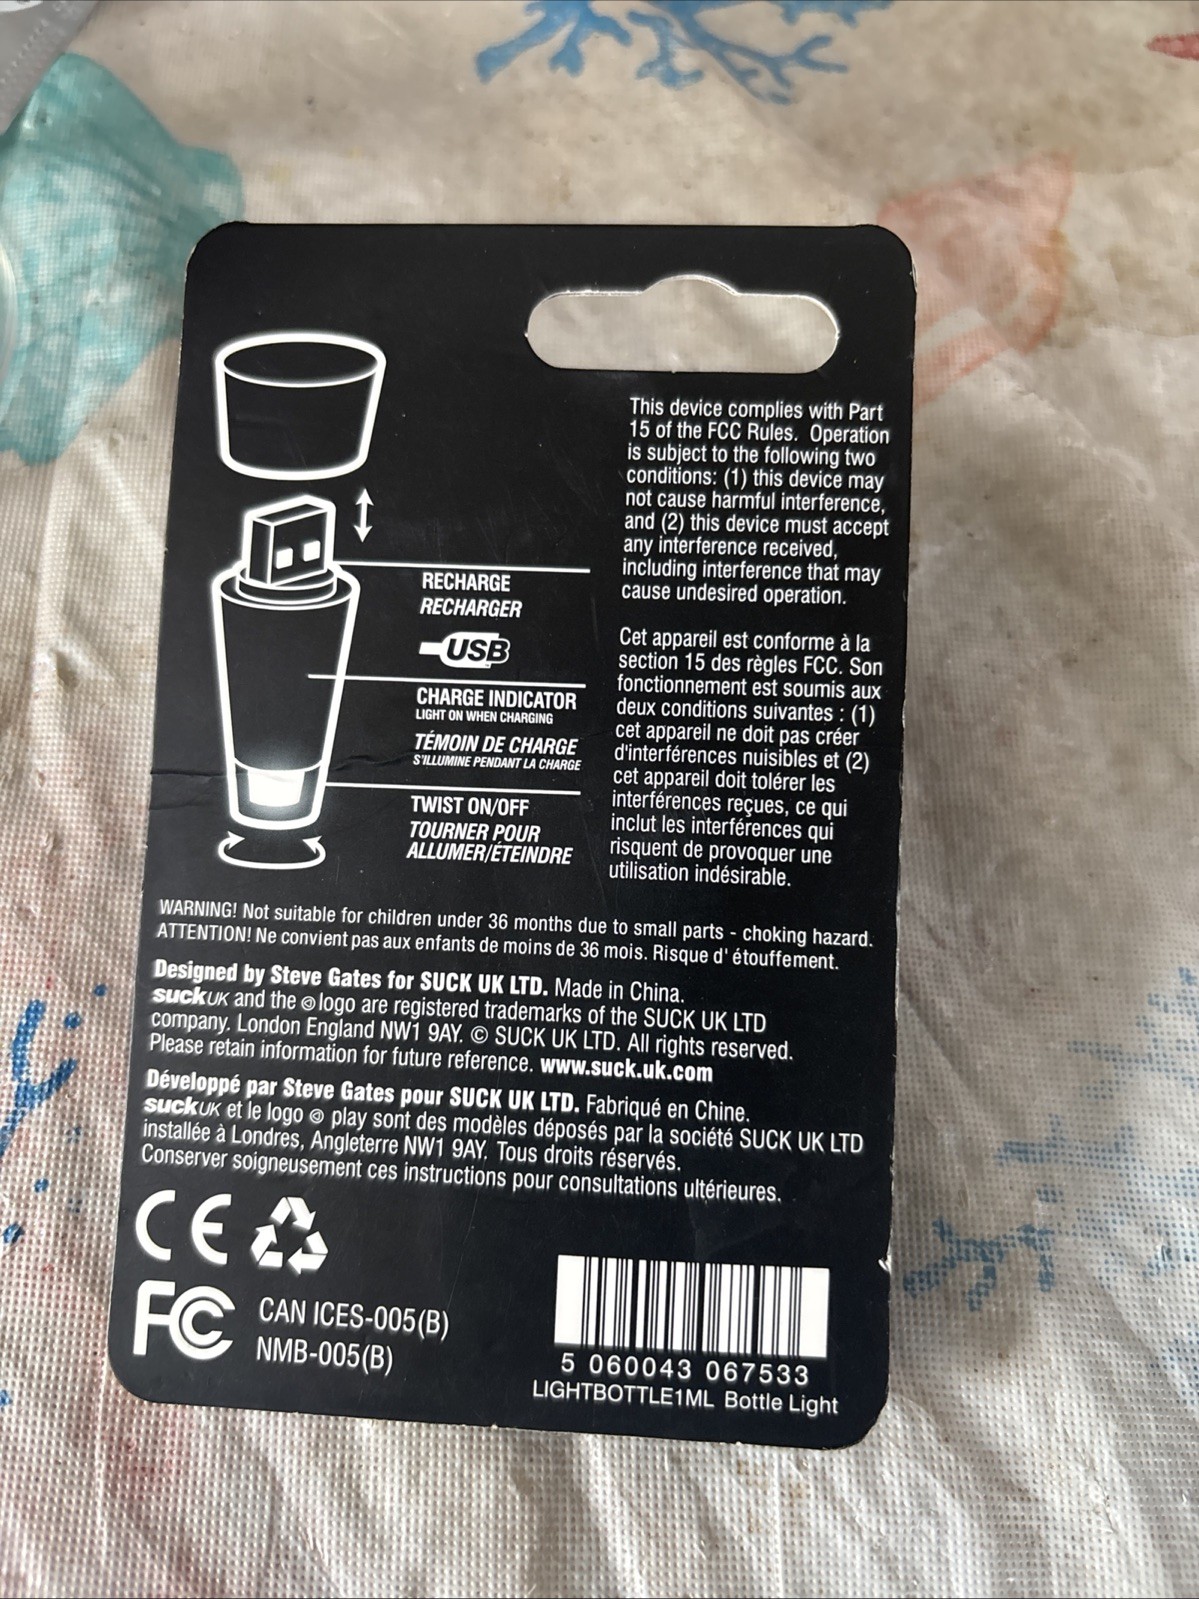 This device complies with Part
15 of the FCC Rules. Operation
is subject to the following two
conditions: (1) this device may
not cause harmful interference,
and (2) this device must accept
any interference received,
including interference that may
cause undesired operation.
Cet appareil est conforme à la
section 15 des règles FCC. Son
fonctionnement est soumis aux
deux conditions suivantes : (1)
cet appareil ne doit pas créer
d'interférences nuisibles et (2)
cet appareil doit tolérer les
interférences reçues, ce qui
inclut les interférences qui
risquent de provoquer une
utilisation indésirable.
RECHARGE
RECHARGER
USB
CHARGE INDICATOR
LIGHT ON WHEN CHARGING
TÉMOIN DE CHARGE
S'ILLUMINE PENDANT LA CHARGE
TWIST ON/OFF
TOURNER POUR
ALLUMER/ÉTEINDRE
WARNING! Not suitable for children under 36 months due to small parts - choking hazard.
ATTENTION! Ne convient pas aux enfants de moins de 36 mois. Risque d' étouffement.
Designed by Steve Gates for SUCK UK LTD. Made in China.
suck UK and the logo are registered trademarks of the SUCK UK LTD
company. London England NW1 9AY. © SUCK UK LTD. All rights reserved.
Please retain information for future reference. www.suck.uk.com
Développé par Steve Gates pour SUCK UK LTD. Fabriqué en Chine.
suck UK et le logo play sont des modèles déposés par la société SUCK UK LTD
installée à Londres, Angleterre NW1 9AY. Tous droits réservés.
Conserver soigneusement ces instructions pour consultations ultérieures.
CE
FC CAN ICES-005(B)
NMB-005(B)
5 060043 067533
LIGHTBOTTLE1ML Bottle Light